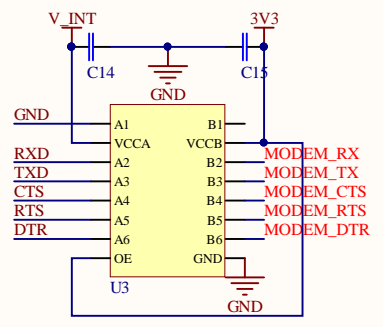 V_INT 3V3
C14 C15
GND
GND A1 B1
VCCA VCCB
RXD A2 B2 MODEM_RX
TXD A3 B3 MODEM_TX
CTS A4 B4 MODEM_CTS
RTS A5 B5 MODEM_RTS
DTR A6 B6 MODEM_DTR
OE GND
U3
GND